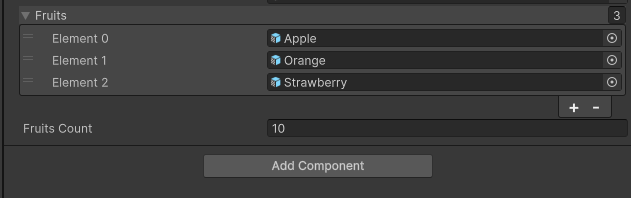 Fruits 3
Element 0 Apple
Element 1 Orange
Element 2 Strawberry
+ -
Fruits Count 10
Add Component